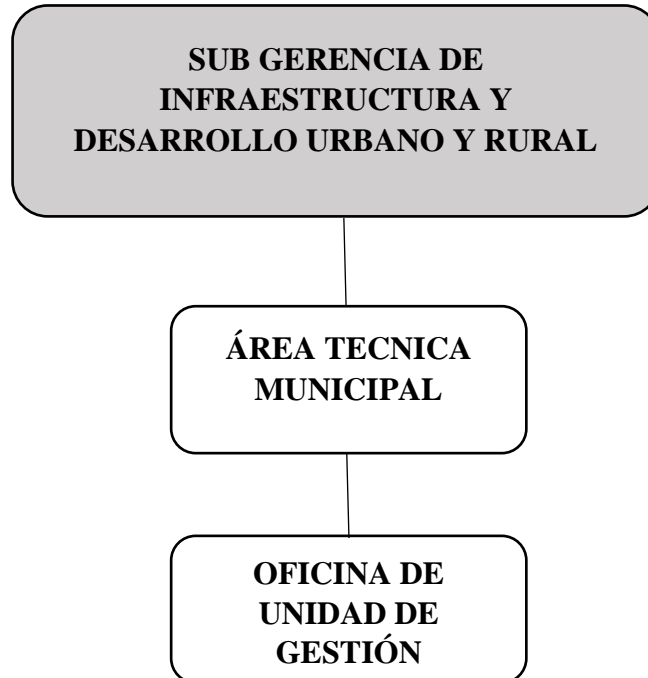 SUB GERENCIA DE
INFRAESTRUCTURA Y
DESARROLLO URBANO Y RURAL
ÁREA TECNICA
MUNICIPAL
OFICINA DE
UNIDAD DE
GESTIÓN